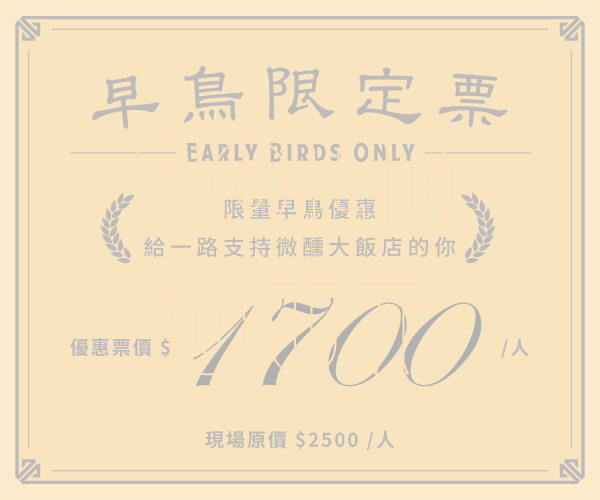 早鳥限定票
EARLY BIRDS ONLY
限量早鳥優惠
給一路支持微醺大飯店的你
優惠票價 $ 1700 /人
現場原價 $2500 /人